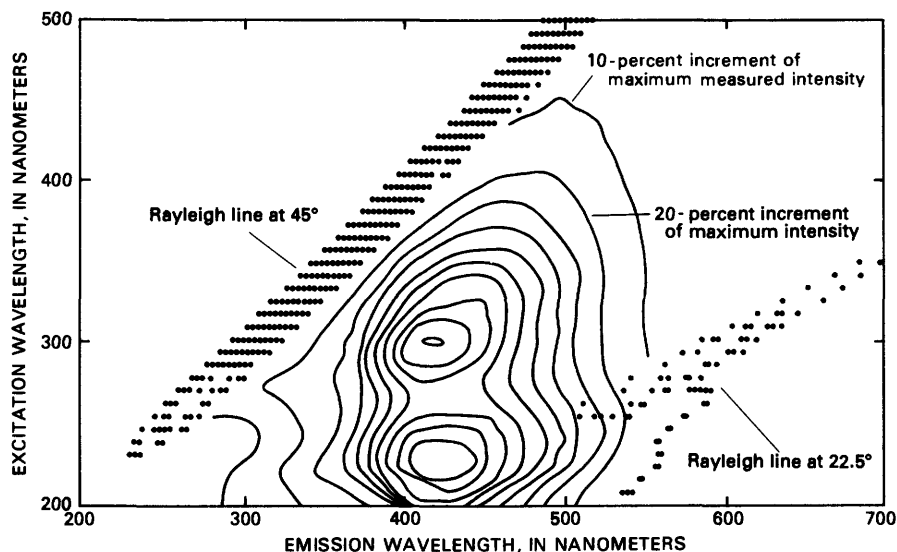 500
10-percent increment of
maximum measured intensity
400
Rayleigh line at 45°
20-percent increment
of maximum intensity
300
Rayleigh line at 22.5°
200
200
300
400
500
600
700
EXCITATION WAVELENGTH, IN NANOMETERS
EMISSION WAVELENGTH, IN NANOMETERS